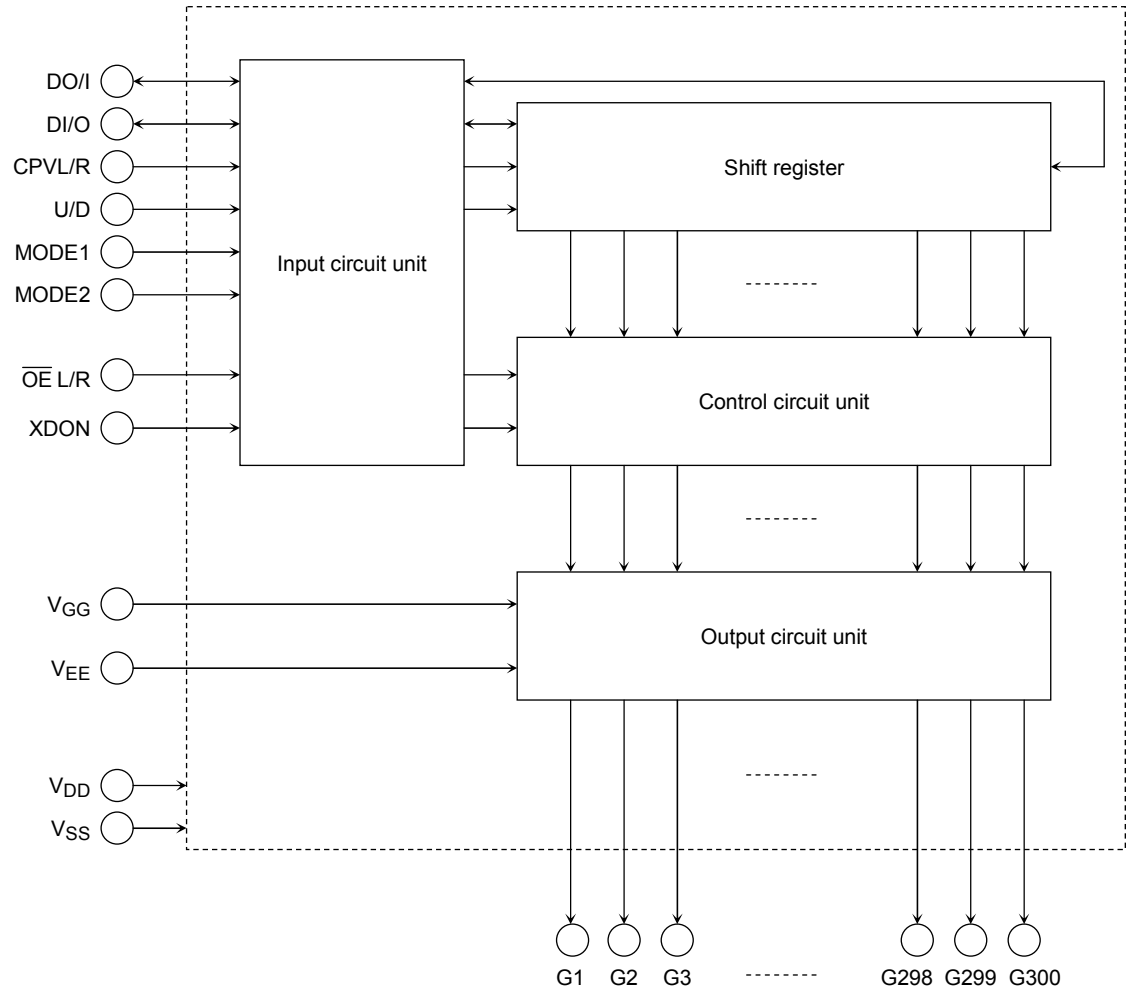 DO/I
DI/O
CPVL/R
U/D
MODE1
MODE2
O̅E̅ L/R
XDON
Input circuit unit
Shift register
Control circuit unit
Output circuit unit
VGG
VEE
VDD
VSS
G1 G2 G3 G298 G299 G300